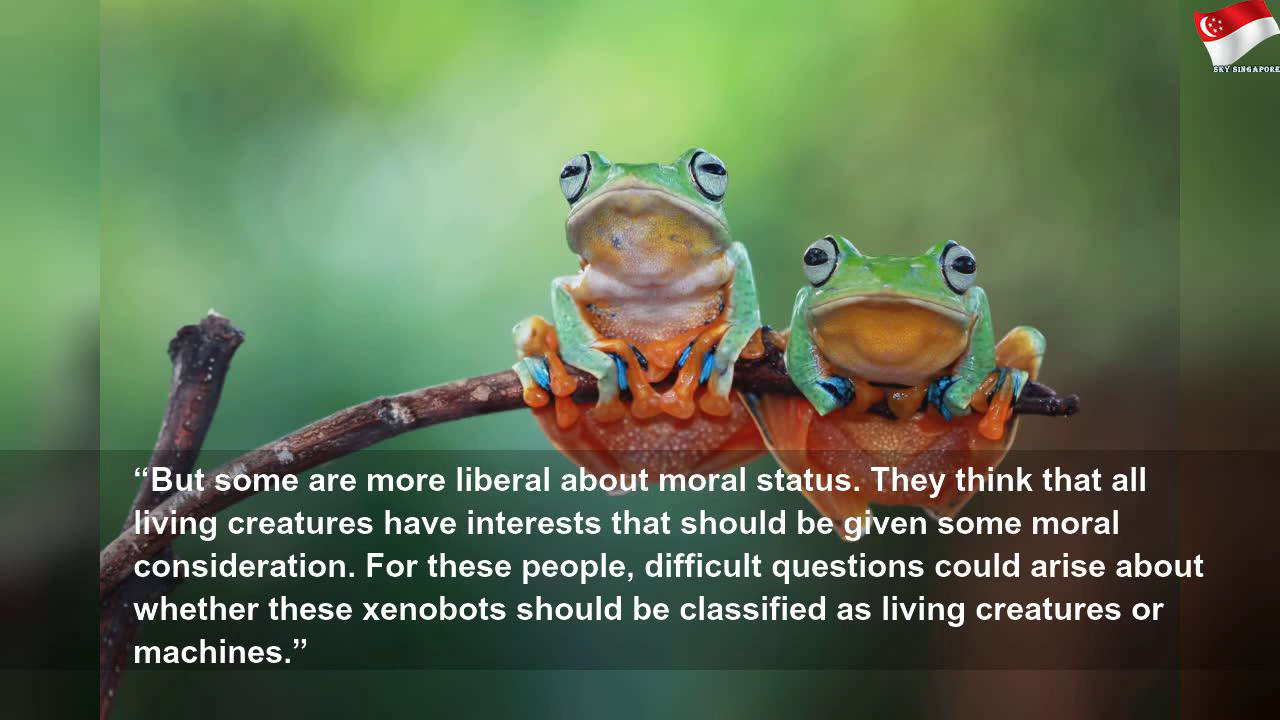 SKY SINGAPORE
“But some are more liberal about moral status. They think that all
living creatures have interests that should be given some moral
consideration. For these people, difficult questions could arise about
whether these xenobots should be classified as living creatures or
machines.”